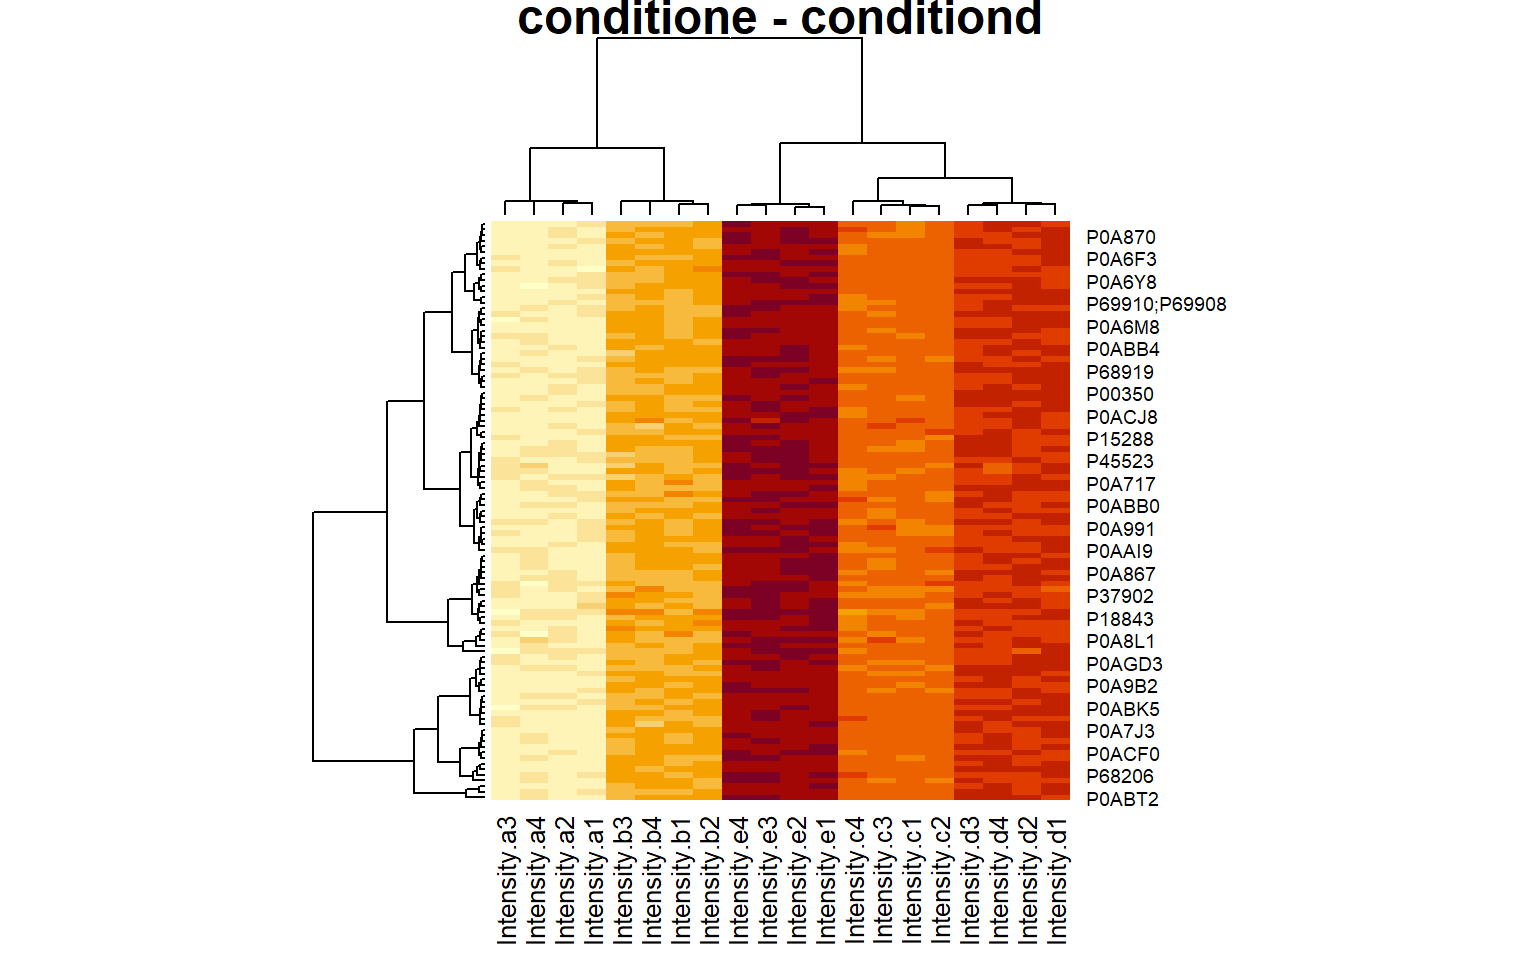 conditione - conditiond
P0A870
P0A6F3
P0A6Y8
P69910;P69908
P0A6M8
P0ABB4
P68919
P00350
P0ACJ8
P15288
P45523
P0A717
P0ABB0
P0A991
P0AAI9
P0A867
P37902
P18843
P0A8L1
P0AGD3
P0A9B2
P0ABK5
P0A7J3
P0ACF0
P68206
P0ABT2
Intensity.a3
Intensity.a4
Intensity.a2
Intensity.a1
Intensity.b3
Intensity.b4
Intensity.b1
Intensity.b2
Intensity.e4
Intensity.e3
Intensity.e2
Intensity.e1
Intensity.c4
Intensity.c3
Intensity.c1
Intensity.c2
Intensity.d3
Intensity.d4
Intensity.d2
Intensity.d1